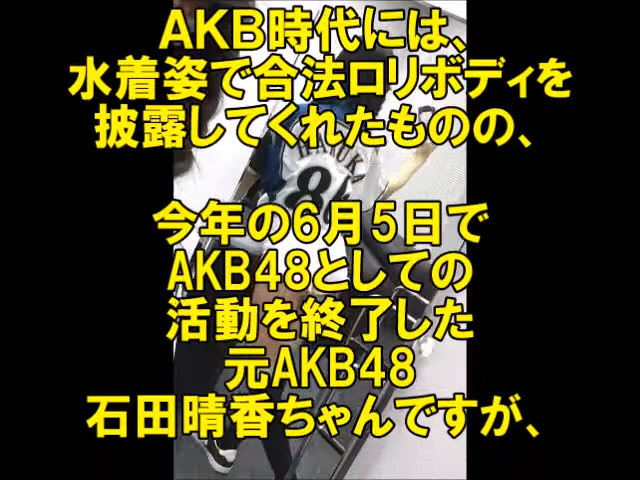 AKB時代には、
水着姿で合法ロリボディを
披露してくれたものの、
HARUKA
8
今年の6月5日で
AKB48としての
活動を終了した
元AKB48
石田晴香ちゃんですが、